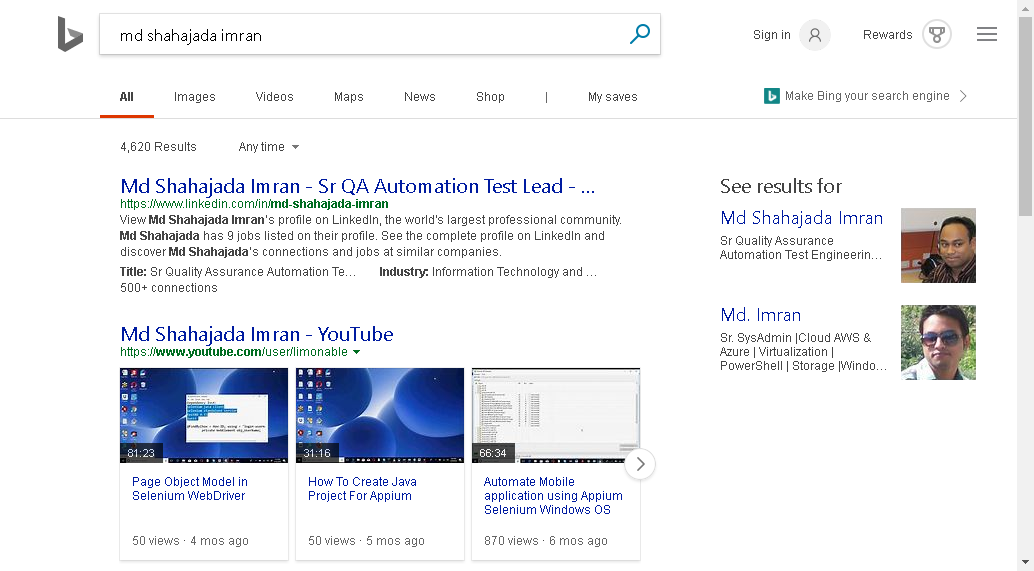 md shahajada imran
Sign in
Rewards
All
Images
Videos
Maps
News
Shop
|
My saves
Make Bing your search engine
4,620 Results
Any time
Md Shahajada Imran - Sr QA Automation Test Lead - ...
https://www.linkedin.com/in/md-shahajada-imran
View Md Shahajada Imran's profile on LinkedIn, the world's largest professional community.
Md Shahajada has 9 jobs listed on their profile. See the complete profile on LinkedIn and
discover Md Shahajada's connections and jobs at similar companies.
Title: Sr Quality Assurance Automation Te...
Industry: Information Technology and ...
500+ connections
Md Shahajada Imran - YouTube
https://www.youtube.com/user/limonable
81:23
31:16
66:34
Page Object Model in
Selenium WebDriver
50 views · 4 mos ago
How To Create Java
Project For Appium
50 views · 5 mos ago
Automate Mobile
application using Appium
Selenium Windows OS
870 views · 6 mos ago
See results for
Md Shahajada Imran
Sr Quality Assurance
Automation Test Engineerin...
Md. Imran
Sr. SysAdmin |Cloud AWS &
Azure | Virtualization |
PowerShell | Storage |Windo...